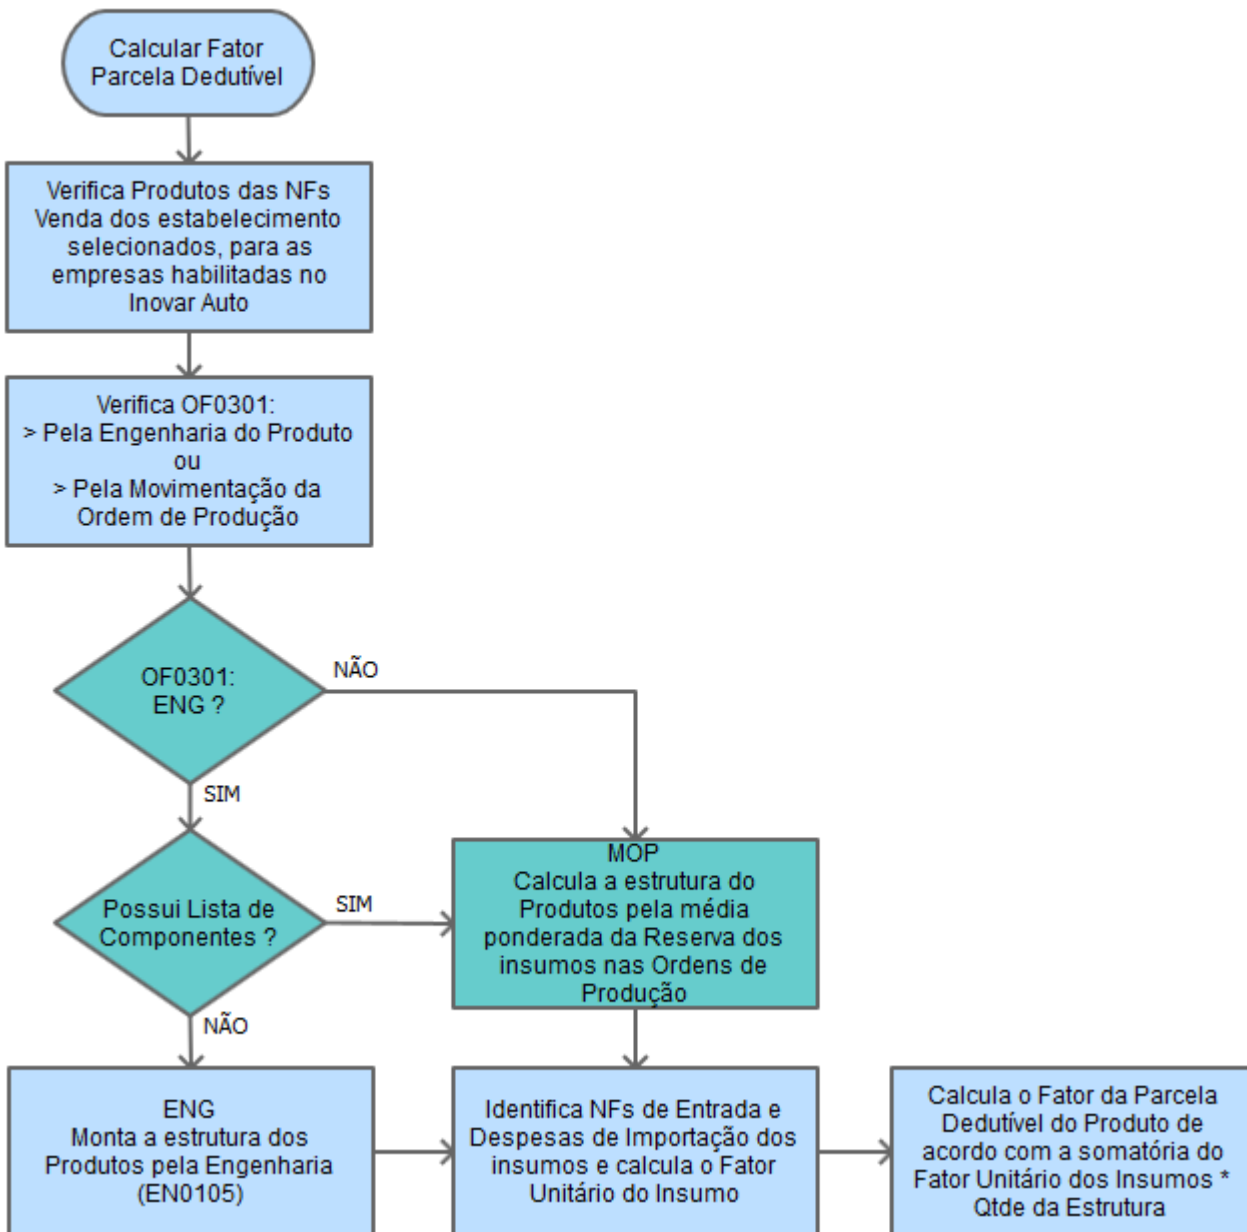 Calcular Fator
Parcela Dedutível
Verifica Produtos das NFs
Venda dos estabelecimento
selecionados, para as
empresas habilitadas no
Inovar Auto
Verifica OF0301:
> Pela Engenharia do Produto
ou
> Pela Movimentação da
Ordem de Produção
OF0301:
ENG ?
NÃO
SIM
Possui Lista de
Componentes ?
SIM
NÃO
MOP
Calcula a estrutura do
Produtos pela média
ponderada da Reserva dos
insumos nas Ordens de
Produção
ENG
Monta a estrutura dos
Produtos pela Engenharia
(EN0105)
Identifica NFs de Entrada e
Despesas de Importação dos
insumos e calcula o Fator
Unitário do Insumo
Calcula o Fator da Parcela
Dedutível do Produto de
acordo com a somatória do
Fator Unitário dos Insumos *
Qtde da Estrutura